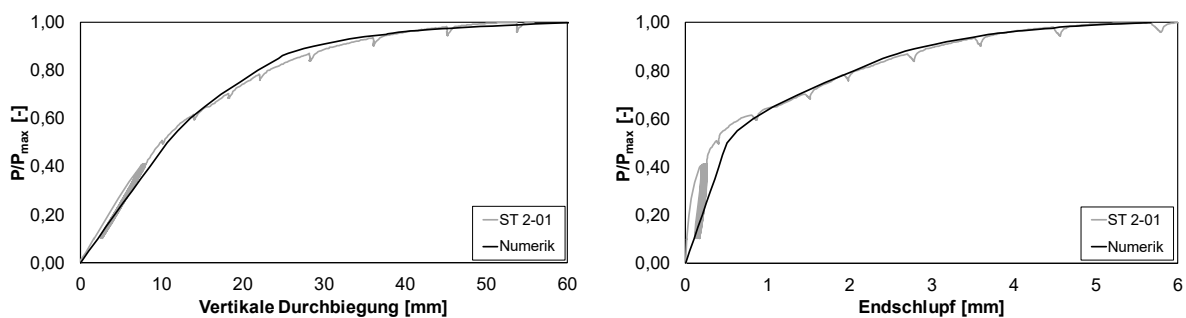 1,00
0,80
0,60
0,40
0,20
0,00
P/Pmax [-]
0 10 20 30 40 50 60
Vertikale Durchbiegung [mm]
ST 2-01
Numerik
1,00
0,80
0,60
0,40
0,20
0,00
P/Pmax [-]
0 1 2 3 4 5 6
Endschlupf [mm]
ST 2-01
Numerik